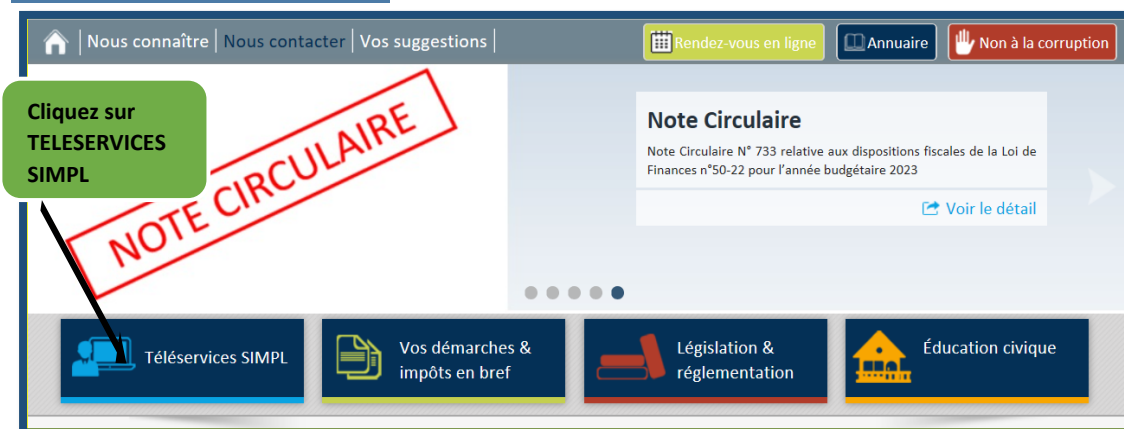 Nous connaître | Nous contacter | Vos suggestions |
Rendez-vous en ligne
Annuaire
Non à la corruption
Cliquez sur
TELESERVICES
SIMPL
NOTE CIRCULAIRE
Note Circulaire
Note Circulaire N° 733 relative aux dispositions fiscales de la Loi de
Finances n°50-22 pour l'année budgétaire 2023
Voir le détail
Téléservices SIMPL
Vos démarches &
impôts en bref
Législation &
réglementation
Éducation civique